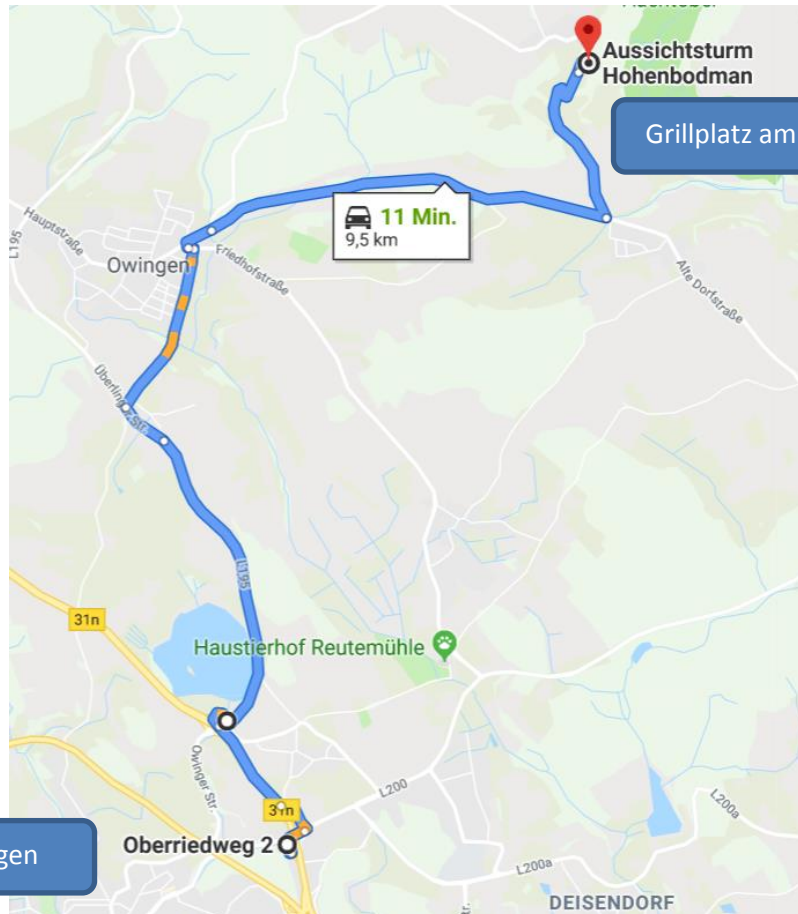 Aussichtsturm
Hohenbodman
Grillplatz am
11 Min.
9,5 km
Hauptstraße
L195
Owingen
Friedhofstraße
Alte Dorfstraße
Überlinger Str.
L195
31n
Haustierhof Reutemühle
Owinger Str.
31n
L200
L200a
Oberriedweg 2
gen
L200a
DEISENDORF
str.